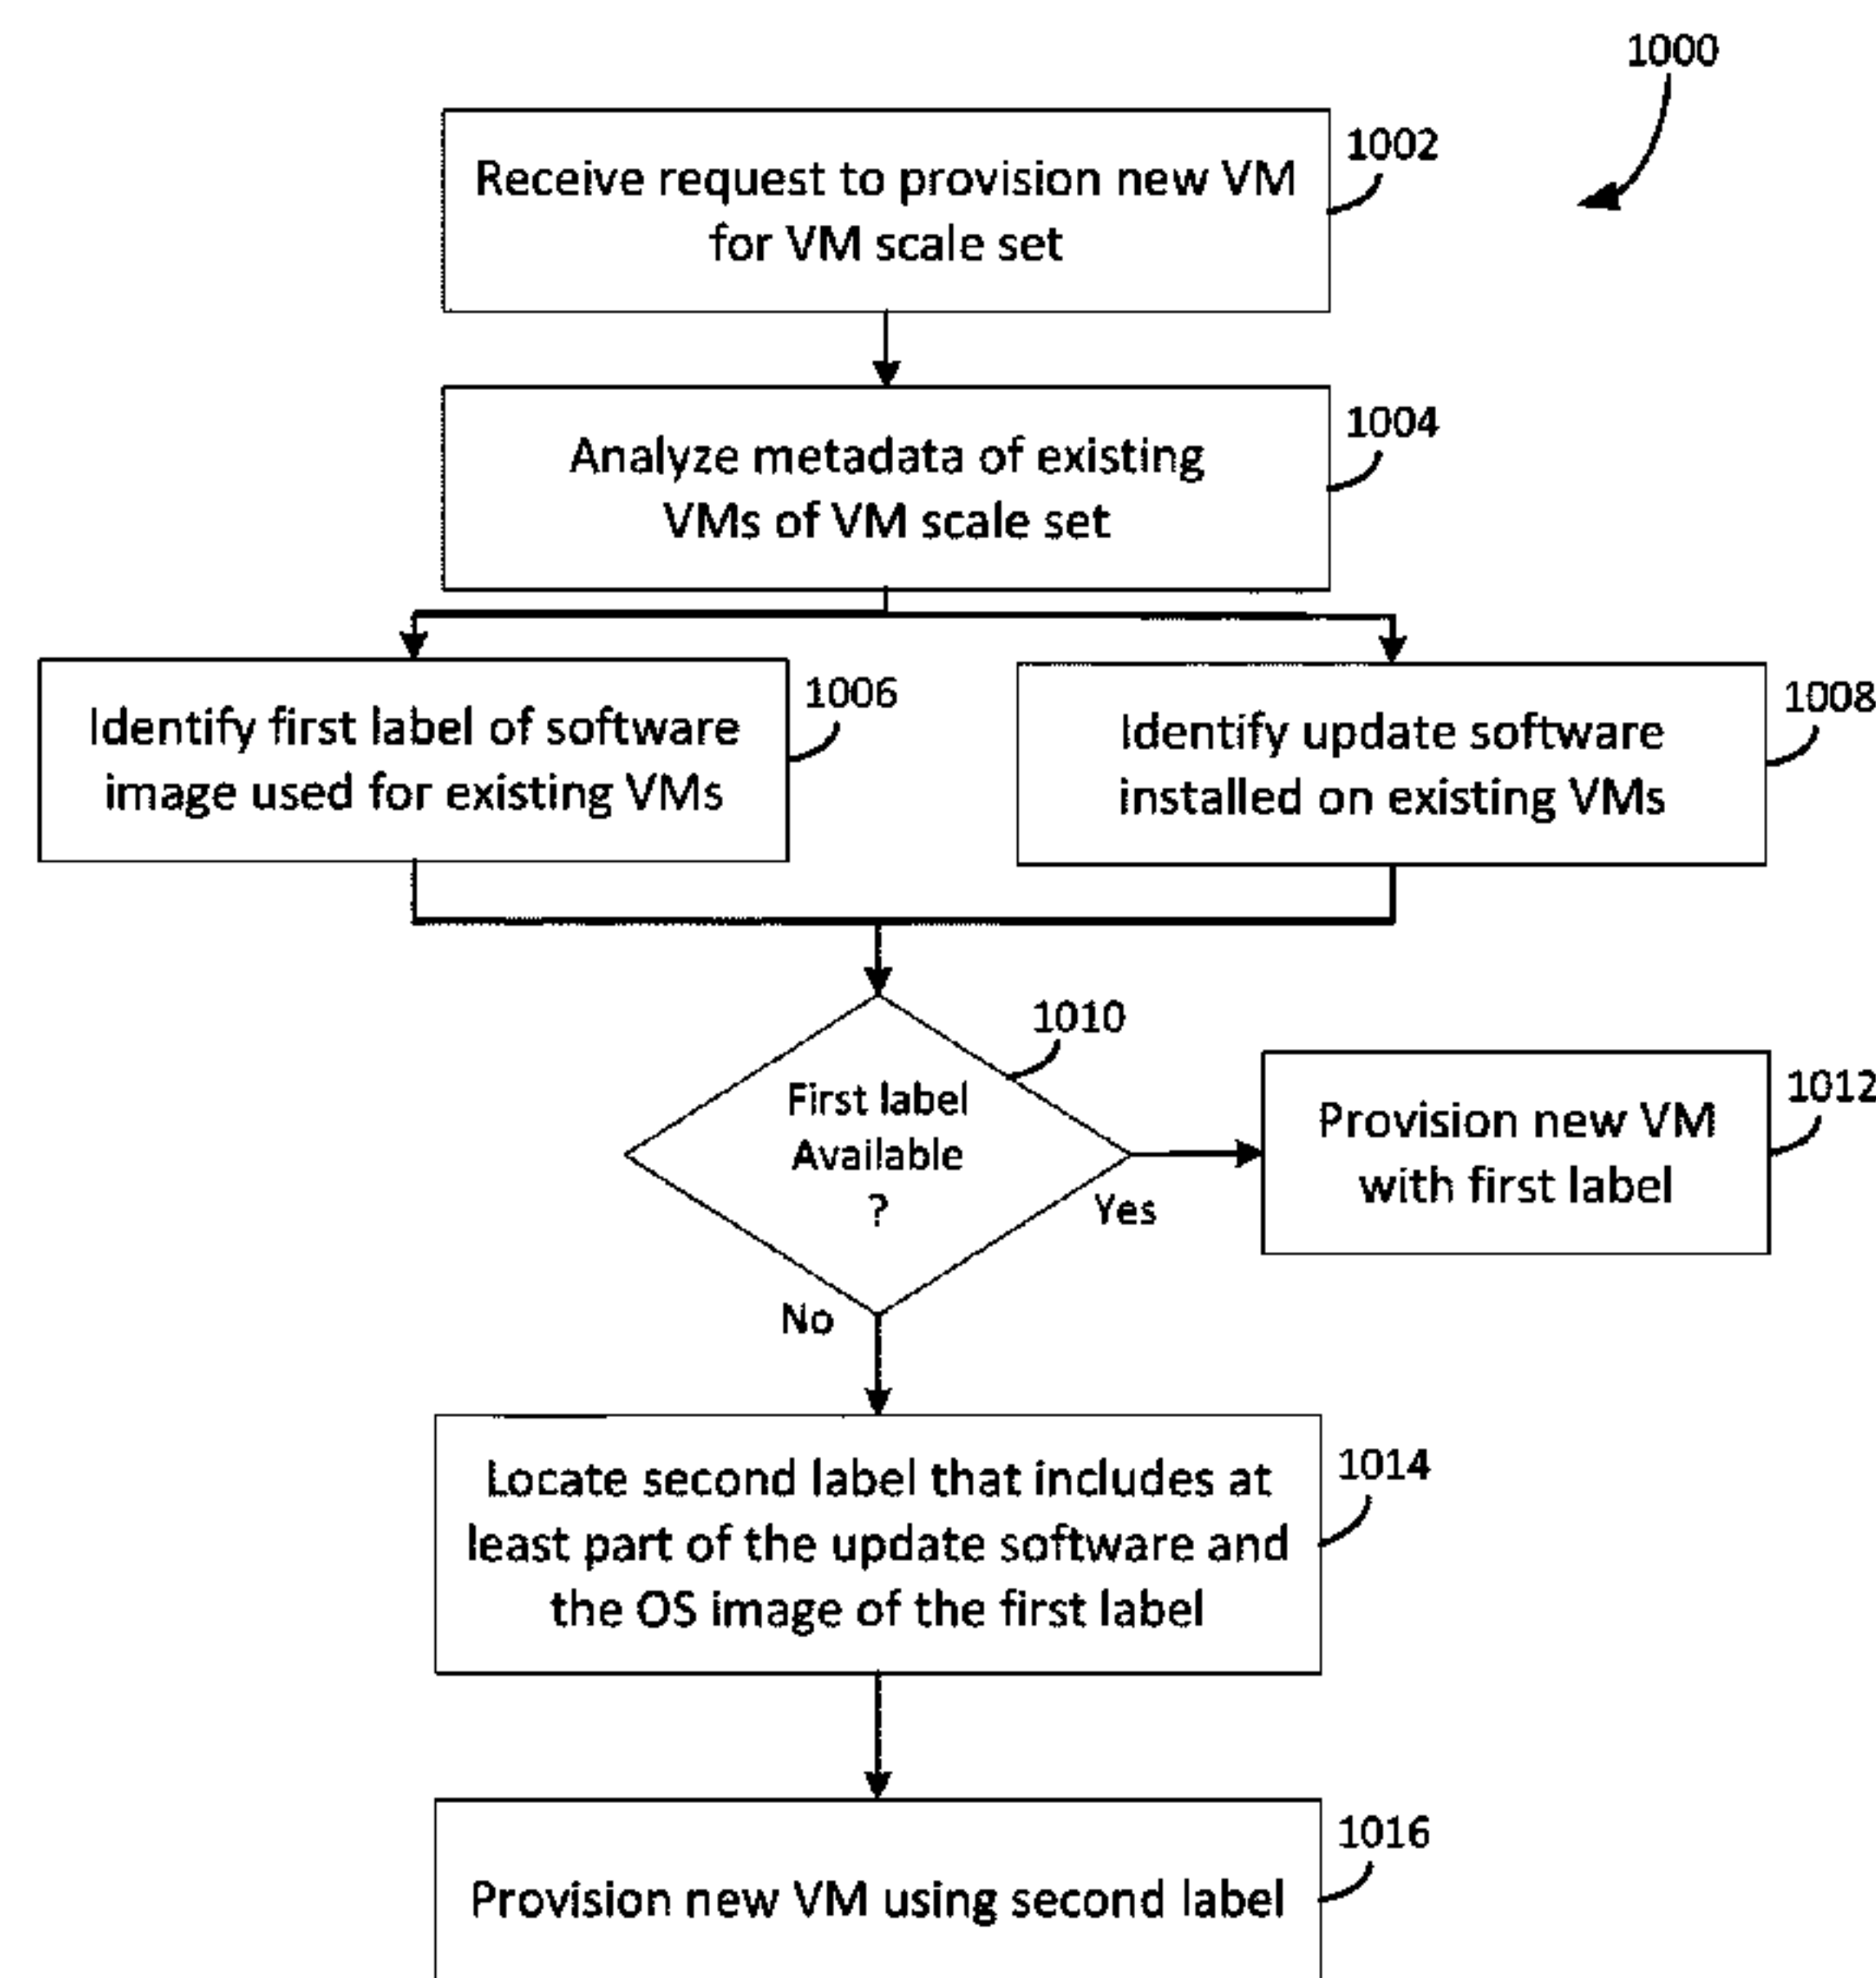 1000
Receive request to provision new VM
for VM scale set
1002
Analyze metadata of existing
VMs of VM scale set
1004
Identify first label of software
image used for existing VMs
1006
Identify update software
installed on existing VMs
1008
First label
Available
?
1010
Yes
Provision new VM
with first label
1012
No
Locate second label that includes at
least part of the update software and
the OS image of the first label
1014
Provision new VM using second label
1016